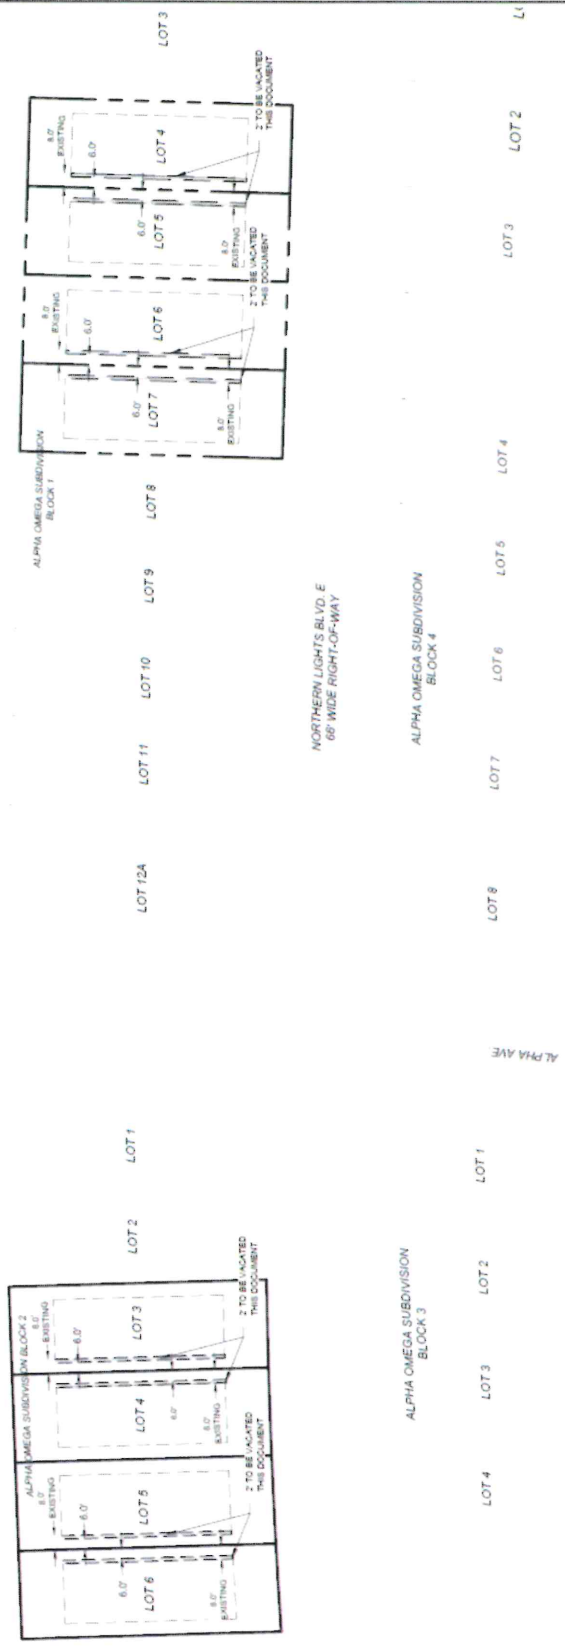 ALPHA OMEGA SUBDIVISION BLOCK 2
8.0'
EXISTING
6.0'
LOT 6
6.0'
8.0'
EXISTING
LOT 5
2' TO BE VACATED
THIS DOCUMENT
8.0'
EXISTING
6.0'
LOT 4
6.0'
8.0'
EXISTING
LOT 3
2' TO BE VACATED
THIS DOCUMENT
LOT 2
LOT 1
LOT 12A
LOT 11
LOT 10
LOT 9
LOT 8
ALPHA OMEGA SUBDIVISION
BLOCK 1
8.0'
EXISTING
6.0'
LOT 7
6.0'
8.0'
EXISTING
LOT 6
2' TO BE VACATED
THIS DOCUMENT
8.0'
EXISTING
6.0'
LOT 5
6.0'
8.0'
EXISTING
LOT 4
2' TO BE VACATED
THIS DOCUMENT
LOT 3
NORTHERN LIGHTS BLVD. E
66' WIDE RIGHT-OF-WAY
ALPHA OMEGA SUBDIVISION
BLOCK 3
LOT 4
LOT 3
LOT 2
LOT 1
ALPHA AVE
ALPHA OMEGA SUBDIVISION
BLOCK 4
LOT 8
LOT 7
LOT 6
LOT 5
LOT 4
LOT 3
LOT 2